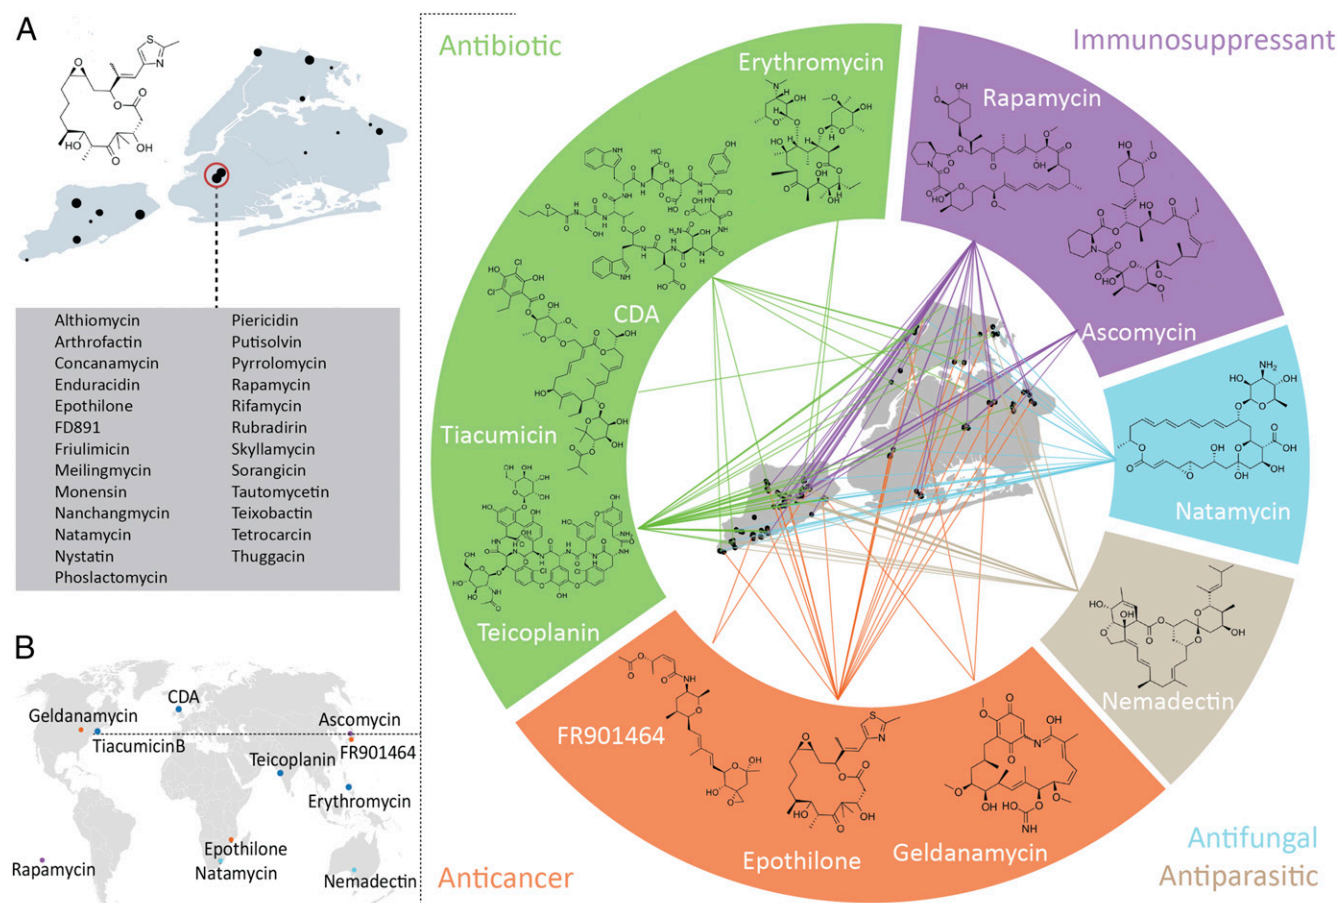 A
Althiomycin
Arthrofactin
Concanamycin
Enduracidin
Epothilone
FD891
Friulimicin
Meilingmycin
Monensin
Nanchangmycin
Natamycin
Nystatin
Phoslactomycin
Piericidin
Putisolvin
Pyrrolomycin
Rapamycin
Rifamycin
Rubradirin
Skyllamycin
Sorangicin
Tautomycetin
Teixobactin
Tetrocarcin
Thuggacin
B
CDA
Geldanamycin
TiacumicinB
Ascomycin
FR901464
Teicoplanin
Erythromycin
Epothilone
Natamycin
Rapamycin
Nemadectin
Antibiotic
Immunosuppressant
Erythromycin
Rapamycin
CDA
Ascomycin
Tiacumicin
Natamycin
Teicoplanin
Nemadectin
FR901464
Epothilone
Geldanamycin
Anticancer
Antifungal
Antiparasitic